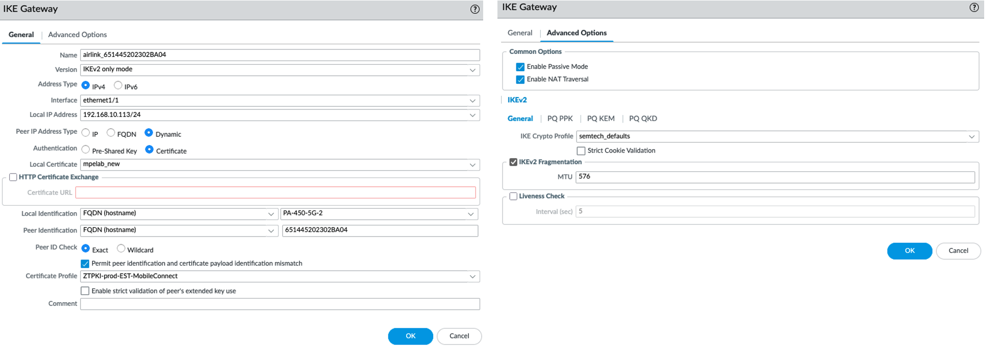 IKE Gateway
?
General
Advanced Options
Name
airlink_651445202302BA04
Version
IKEv2 only mode
Address Type
IPv4
IPv6
Interface
ethernet1/1
Local IP Address
192.168.10.113/24
Peer IP Address Type
IP
FQDN
Dynamic
Authentication
Pre-Shared Key
Certificate
Local Certificate
mpelab_new
HTTP Certificate Exchange
Certificate URL
Local Identification
FQDN (hostname)
PA-450-5G-2
Peer Identification
FQDN (hostname)
651445202302BA04
Peer ID Check
Exact
Wildcard
Permit peer identification and certificate payload identification mismatch
Certificate Profile
ZTPKI-prod-EST-MobileConnect
Enable strict validation of peer's extended key use
Comment
OK
Cancel
IKE Gateway
?
General
Advanced Options
Common Options
Enable Passive Mode
Enable NAT Traversal
IKEv2
General
PQ PPK
PQ KEM
PQ QKD
IKE Crypto Profile
semtech_defaults
Strict Cookie Validation
IKEv2 Fragmentation
MTU
576
Liveness Check
Interval (sec)
5
OK
Cancel